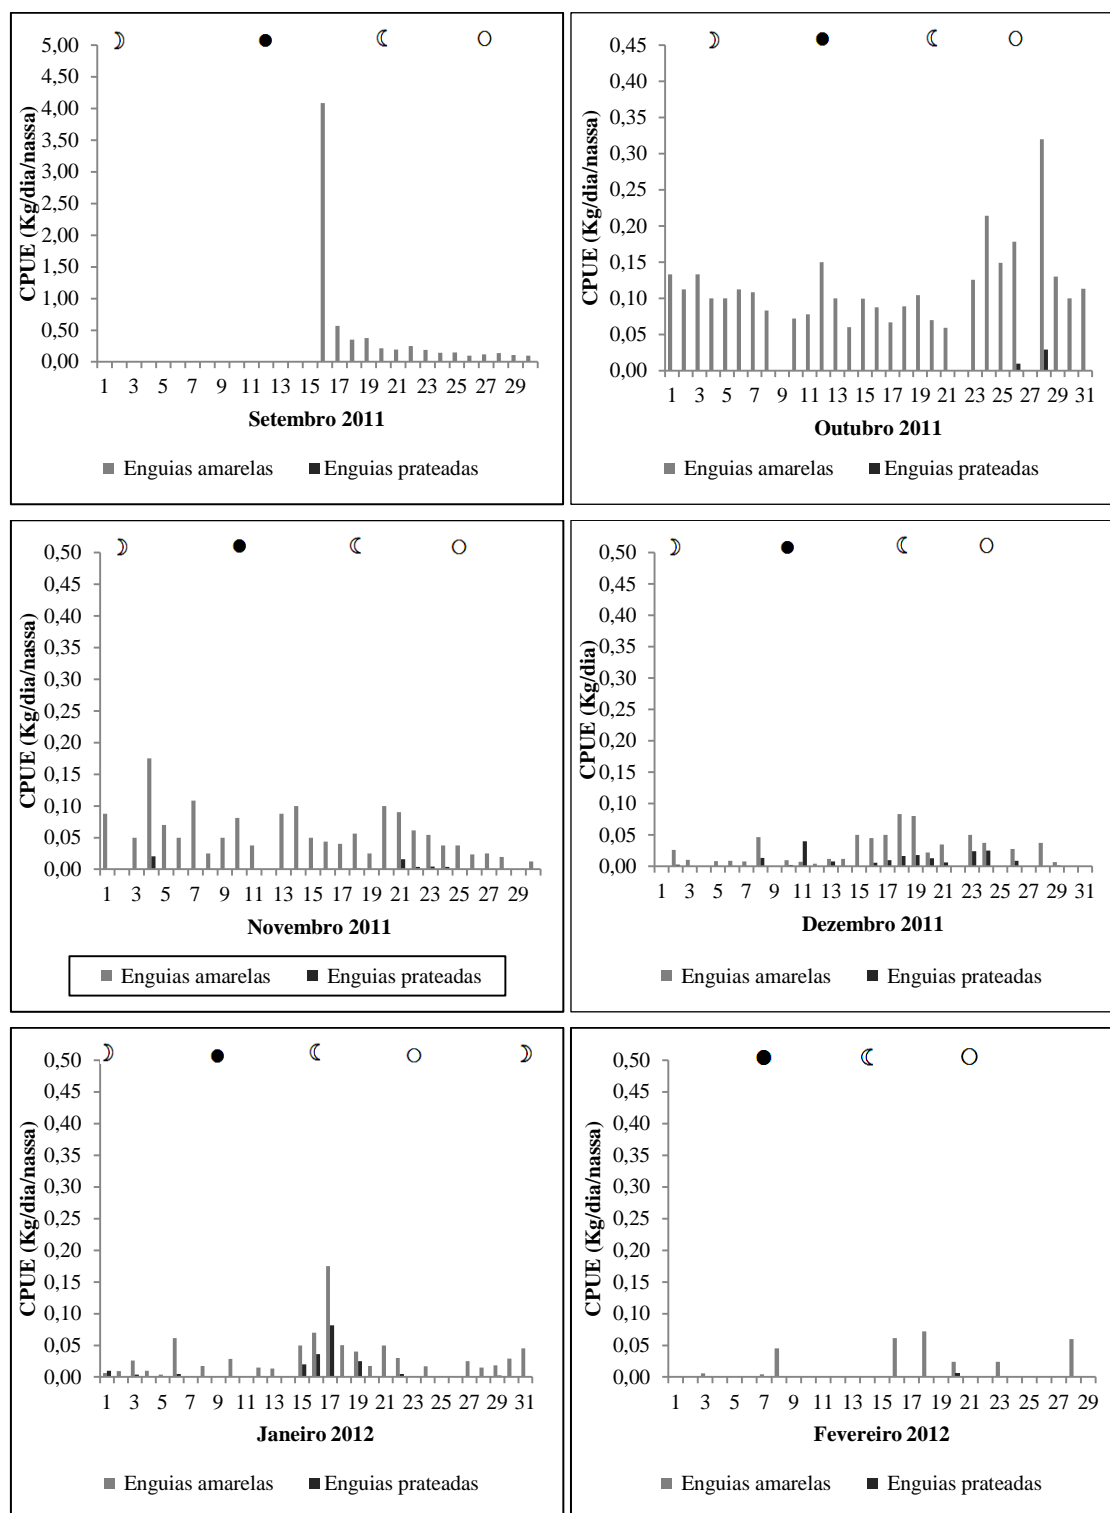 5,00
4,50
4,00
3,50
3,00
2,50
2,00
1,50
1,00
0,50
0,00
CPUE (Kg/dia/nassa)
1 3 5 7 9 11 13 15 17 19 21 23 25 27 29
Setembro 2011
Enguias amarelas Enguias prateadas
0,45
0,40
0,35
0,30
0,25
0,20
0,15
0,10
0,05
0,00
CPUE (Kg/dia/nassa)
1 3 5 7 9 11 13 15 17 19 21 23 25 27 29 31
Outubro 2011
Enguias amarelas Enguias prateadas
0,50
0,45
0,40
0,35
0,30
0,25
0,20
0,15
0,10
0,05
0,00
CPUE (Kg/dia/nassa)
1 3 5 7 9 11 13 15 17 19 21 23 25 27 29
Novembro 2011
Enguias amarelas Enguias prateadas
0,50
0,45
0,40
0,35
0,30
0,25
0,20
0,15
0,10
0,05
0,00
CPUE (Kg/dia)
1 3 5 7 9 11 13 15 17 19 21 23 25 27 29 31
Dezembro 2011
Enguias amarelas Enguias prateadas
0,50
0,45
0,40
0,35
0,30
0,25
0,20
0,15
0,10
0,05
0,00
CPUE (Kg/dia/nassa)
1 3 5 7 9 11 13 15 17 19 21 23 25 27 29 31
Janeiro 2012
Enguias amarelas Enguias prateadas
0,50
0,45
0,40
0,35
0,30
0,25
0,20
0,15
0,10
0,05
0,00
CPUE (Kg/dia/nassa)
1 3 5 7 9 11 13 15 17 19 21 23 25 27 29
Fevereiro 2012
Enguias amarelas Enguias prateadas